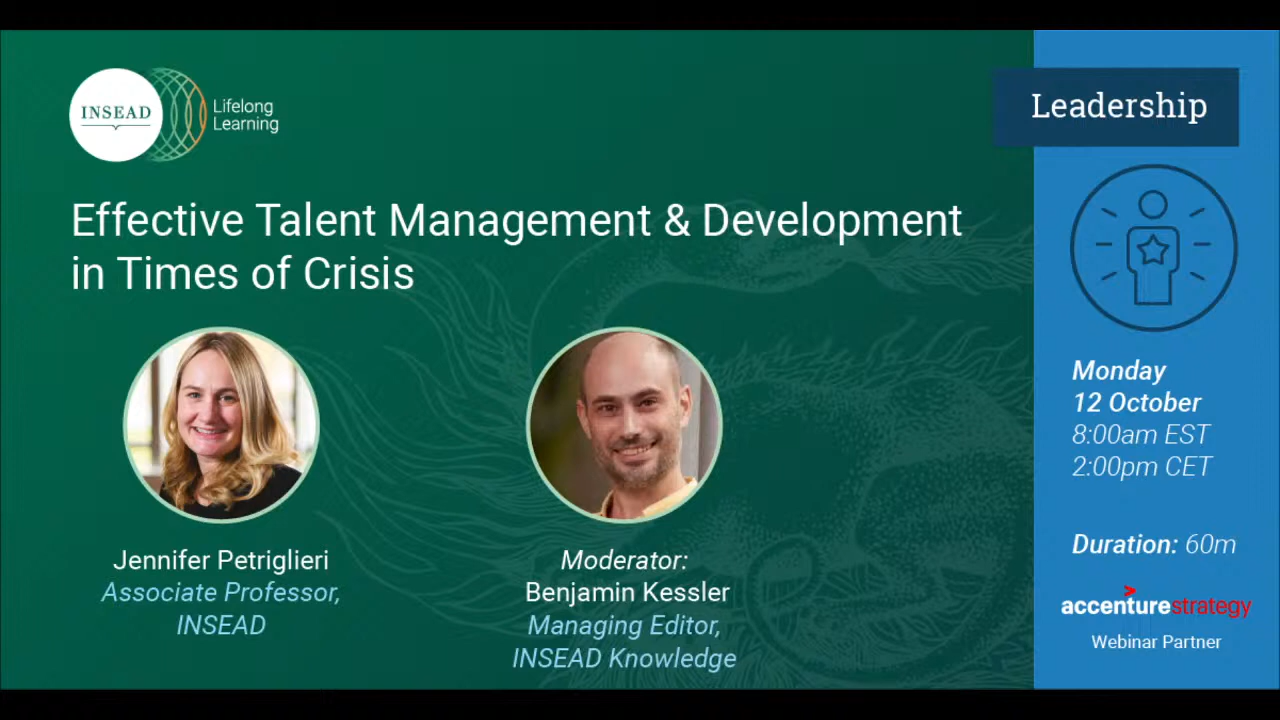 INSEAD
Lifelong
Learning
Leadership
Effective Talent Management & Development
in Times of Crisis
Jennifer Petriglieri
Associate Professor,
INSEAD
Moderator:
Benjamin Kessler
Managing Editor,
INSEAD Knowledge
Monday
12 October
8:00am EST
2:00pm CET
Duration: 60m
accenturestrategy
Webinar Partner